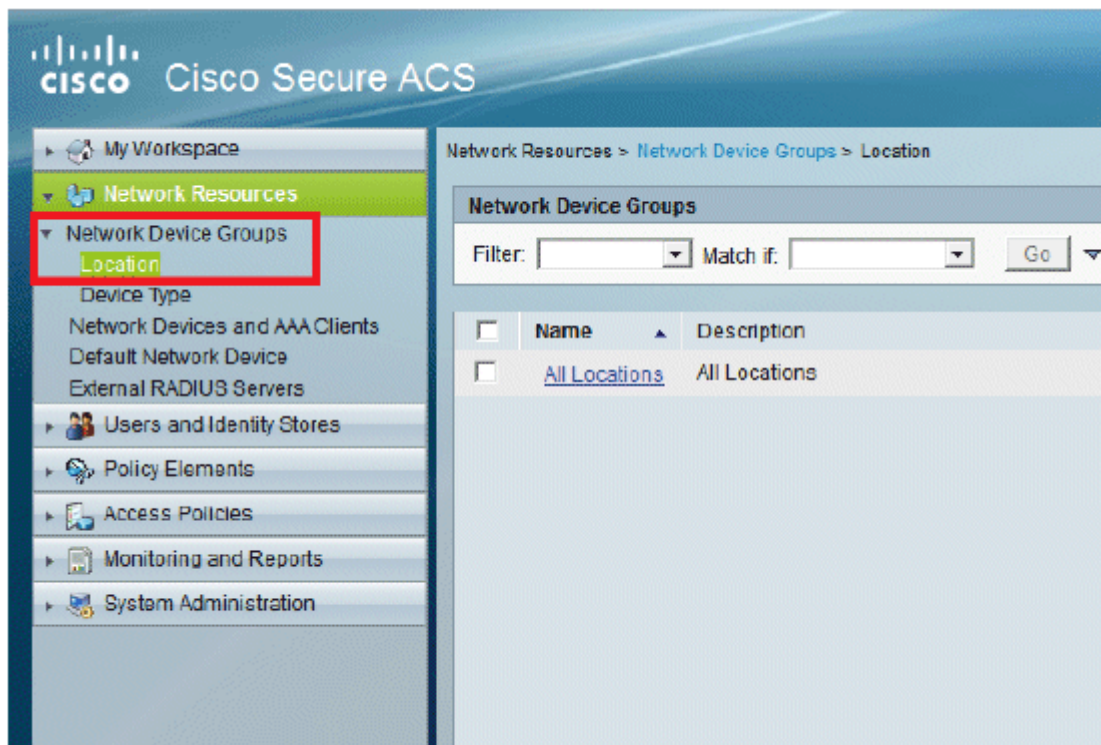 CISCO Cisco Secure ACS
My Workspace
Network Resources
Network Device Groups
Location
Device Type
Network Devices and AAA Clients
Default Network Device
External RADIUS Servers
Users and Identity Stores
Policy Elements
Access Policies
Monitoring and Reports
System Administration
Network Resources > Network Device Groups > Location
Network Device Groups
Filter: Match if: Go
Name Description
All Locations All Locations